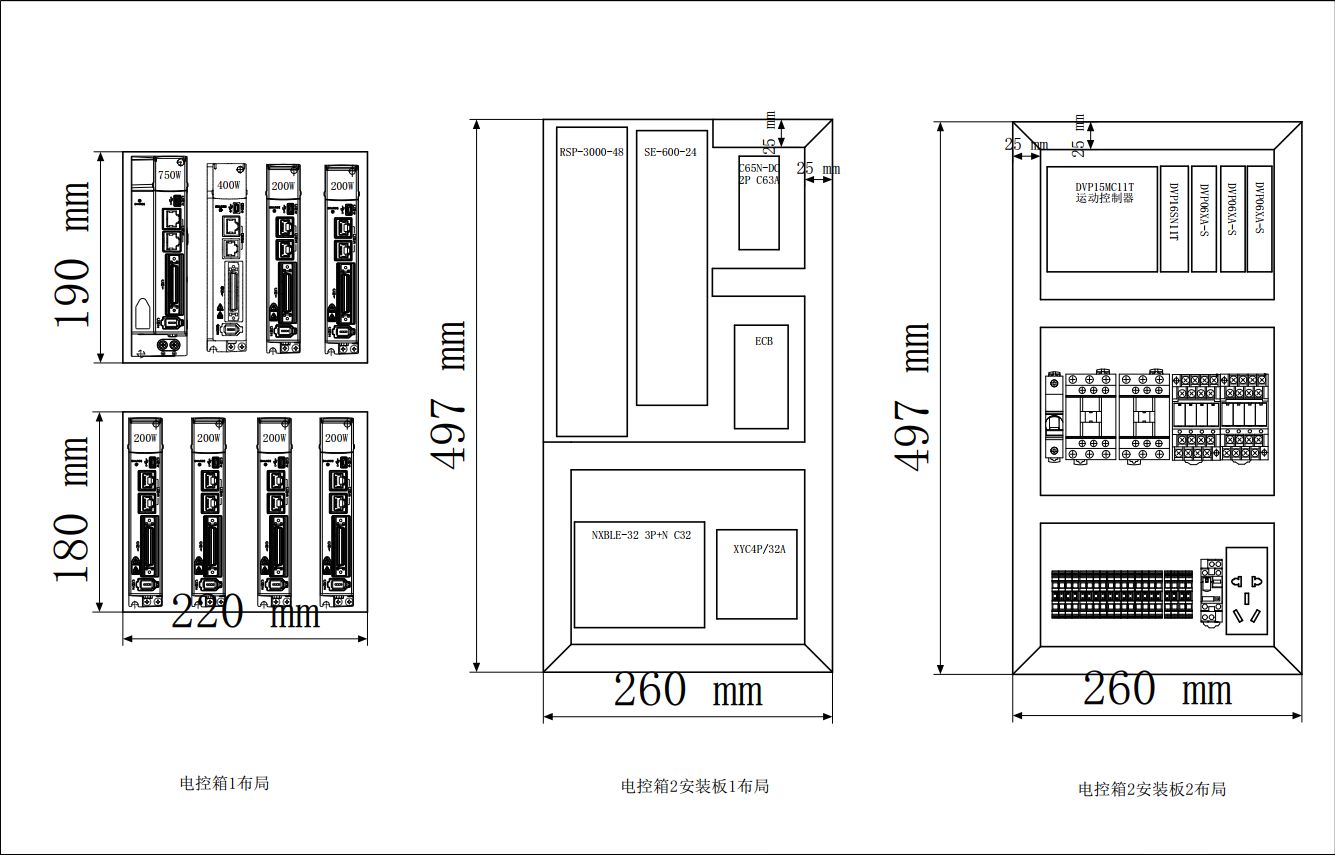 750W
400W
200W
200W
190 mm
200W
200W
200W
200W
180 mm
220 mm
电控箱1布局
RSP-3000-48
SE-600-24
C65N-DC
2P C63A
25 mm
25 mm
ECB
497 mm
NXBLE-32 3P+N C32
XYC4P/32A
260 mm
电控箱2安装板1布局
25 mm
25 mm
DVP15MC11T
运动控制器
DVP16SN11T
DVP06XA-S
DVP06XA-S
DVP06XA-S
497 mm
260 mm
电控箱2安装板2布局